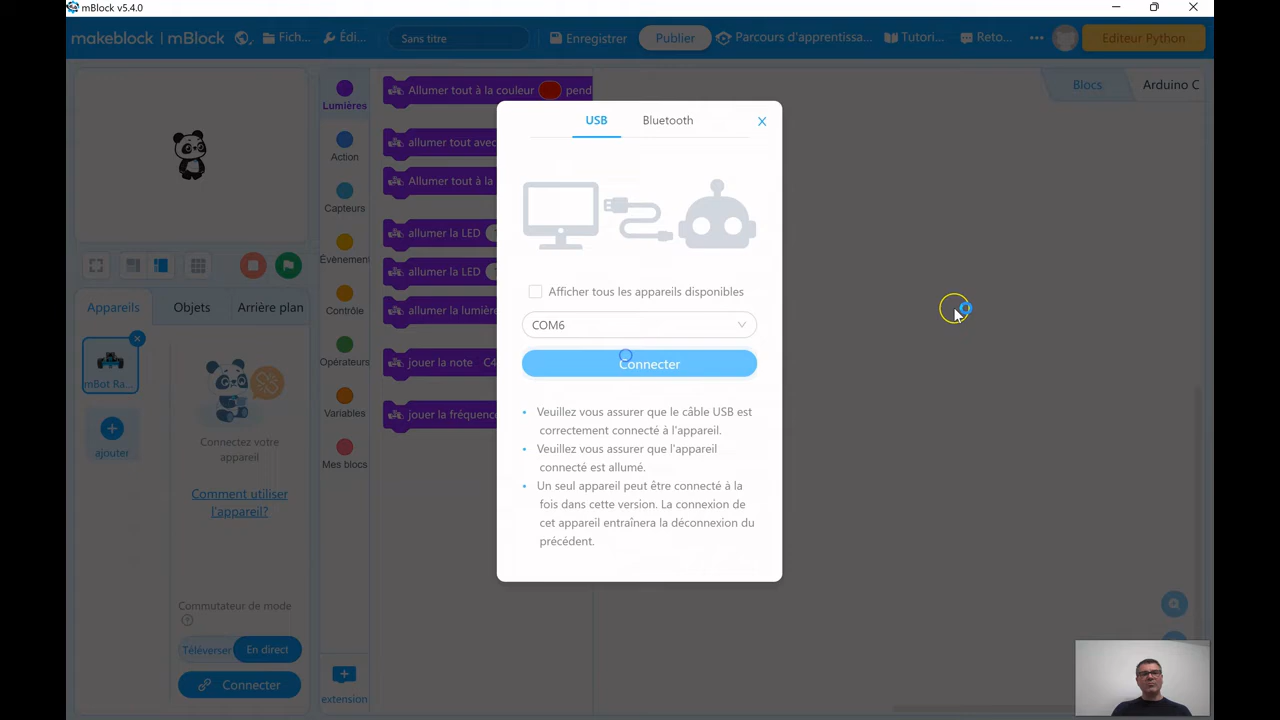 mBlock v5.4.0
makeblock | mBlock
Fich...
Édi...
Sans titre
Enregistrer
Publier
Parcours d'apprentissa...
Tutori...
Reto...
Editeur Python
Lumières
Action
Capteurs
Évènement
Contrôle
Opérateurs
Variables
Mes blocs
extension
Allumer tout à la couleur pend
allumer tout avec
Allumer tout à la
allumer la LED
allumer la LED
allumer la lumière
jouer la note C4
jouer la fréquence
Blocs
Arduino C
USB
Bluetooth
Afficher tous les appareils disponibles
COM6
Connecter
• Veuillez vous assurer que le câble USB est
correctement connecté à l'appareil.
• Veuillez vous assurer que l'appareil
connecté est allumé.
• Un seul appareil peut être connecté à la
fois dans cette version. La connexion de
cet appareil entraînera la déconnexion du
précédent.
Appareils
Objets
Arrière plan
mBot Ra...
ajouter
Connectez votre
appareil
Comment utiliser
l'appareil?
Commutateur de mode
Téléverser
En direct
Connecter